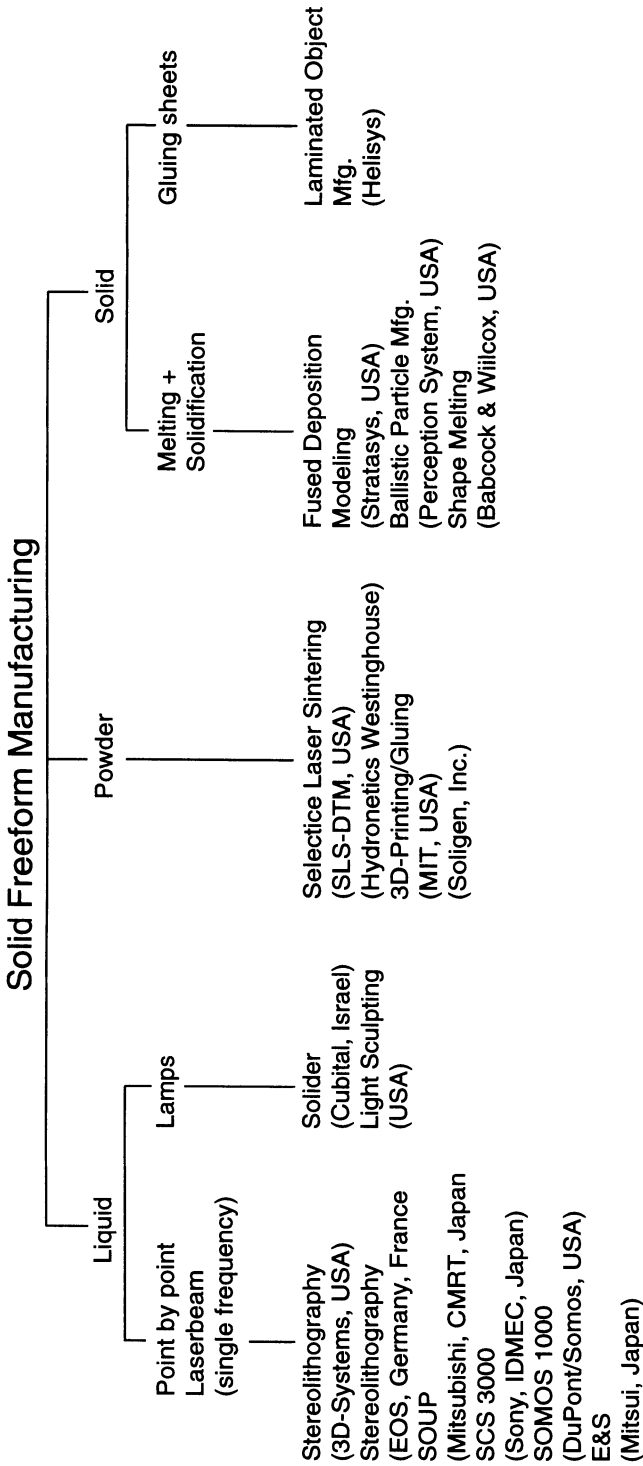 Solid Freeform Manufacturing
Liquid
Powder
Solid
Point by point
Laserbeam
(single frequency)
Lamps
Melting +
Solidification
Gluing sheets
Stereolithography
(3D-Systems, USA)
Stereolithography
(EOS, Germany, France
SOUP
(Mitsubishi, CMRT, Japan
SCS 3000
(Sony, IDMEC, Japan)
SOMOS 1000
(DuPont/Somos, USA)
E&S
(Mitsui, Japan)
Solider
(Cubital, Israel)
Light Sculpting
(USA)
Selectice Laser Sintering
(SLS-DTM, USA)
(Hydronetics Westinghouse)
3D-Printing/Gluing
(MIT, USA)
(Soligen, Inc.)
Fused Deposition
Modeling
(Stratasys, USA)
Ballistic Particle Mfg.
(Perception System, USA)
Shape Melting
(Babcock & Wiilcox, USA)
Laminated Object
Mfg.
(Helisys)